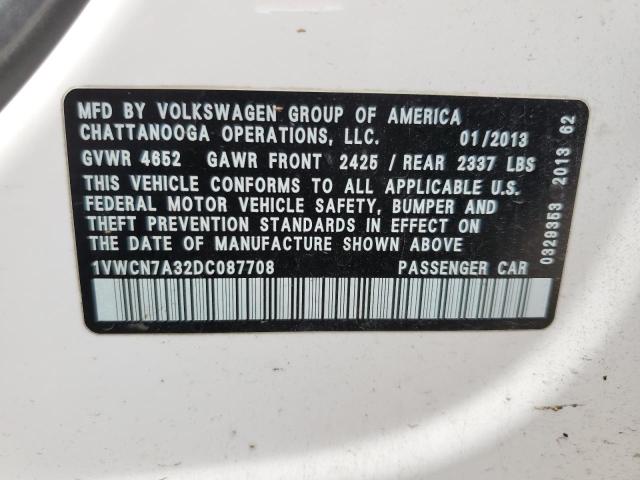 MFD BY VOLKSWAGEN GROUP OF AMERICA
CHATTANOOGA OPERATIONS, LLC. 01/2013
GVWR 4652 GAWR FRONT 2425 / REAR 2337 LBS
THIS VEHICLE CONFORMS TO ALL APPLICABLE U.S.
FEDERAL MOTOR VEHICLE SAFETY, BUMPER AND
THEFT PREVENTION STANDARDS IN EFFECT ON
THE DATE OF MANUFACTURE SHOWN ABOVE
1VWCN7A32DC087708 PASSENGER CAR
0329353 2013 62